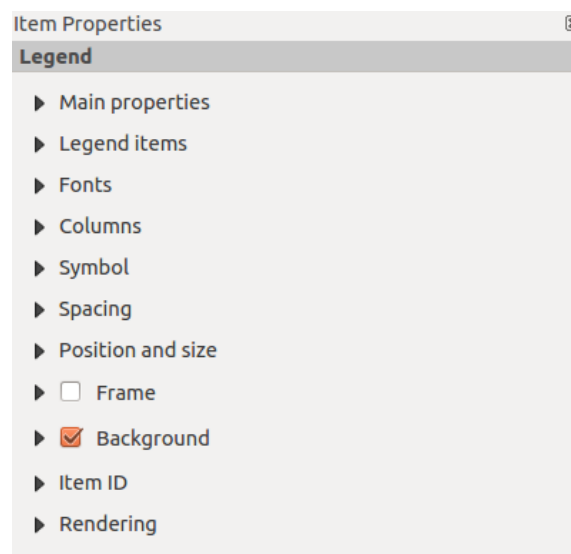 Item Properties
Legend
Main properties
Legend items
Fonts
Columns
Symbol
Spacing
Position and size
Frame
Background
Item ID
Rendering